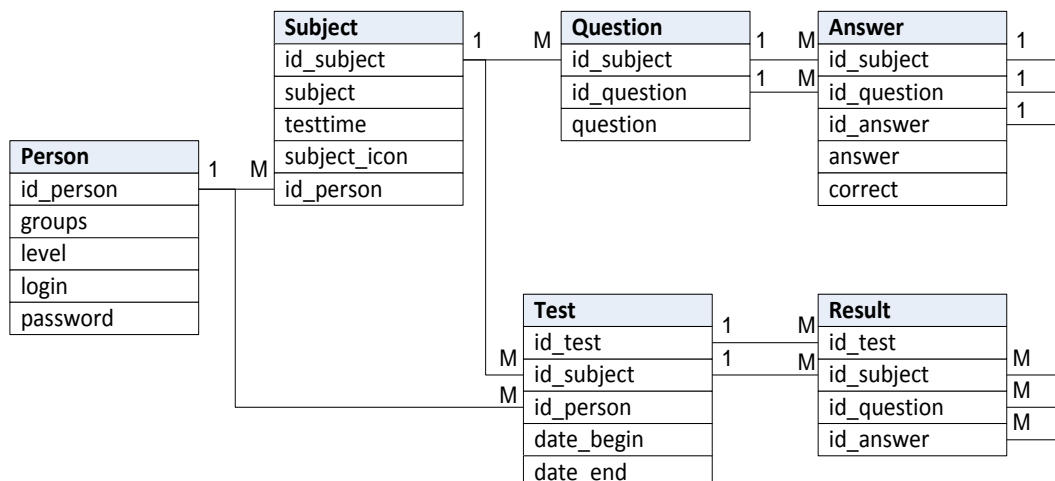 Subject
id_subject
subject
testtime
subject_icon
id_person
1 M
Question
id_subject
id_question
question
1 M
1 M
Answer
id_subject
id_question
id_answer
answer
correct
1
1
1
Person
id_person
groups
level
login
password
1 M
Test
id_test
id_subject
id_person
date_begin
date_end
M
M
1 M
1 M
Result
id_test
id_subject
id_question
id_answer
M
M
M